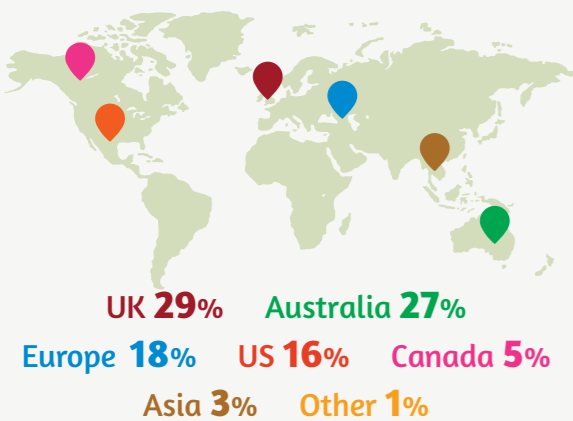 UK 29% Australia 27%
Europe 18% US 16% Canada 5%
Asia 3% Other 1%